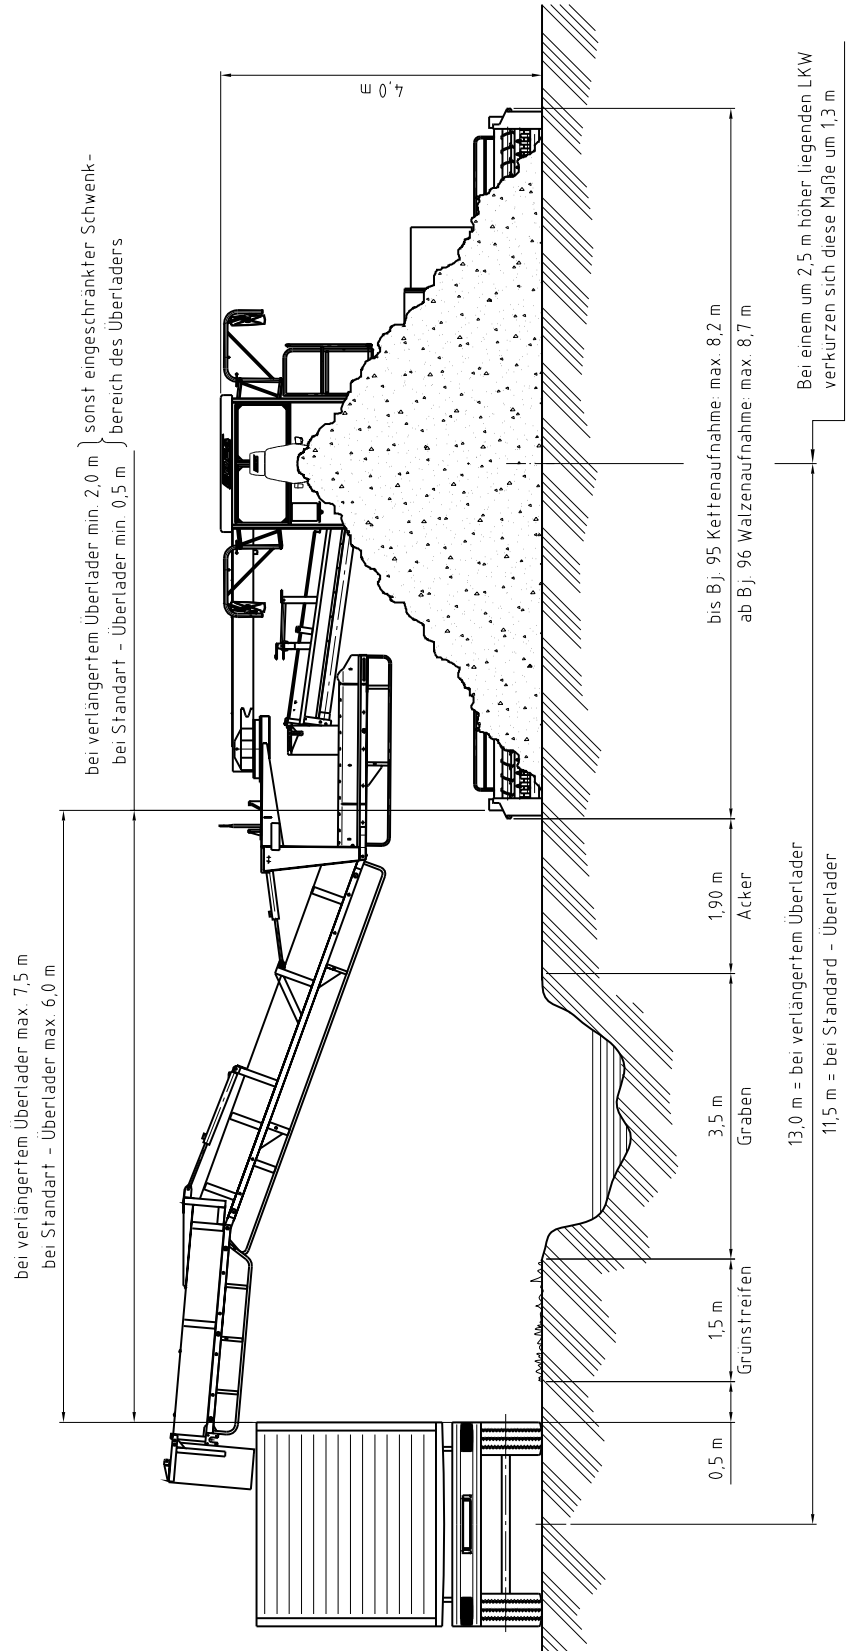 bei verlängertem Überlader max. 7,5 m
bei Standart - Überlader max. 6,0 m
bei verlängertem Überlader min. 2,0 m
bei Standart - Überlader min. 0,5 m
sonst eingeschränkter Schwenk-
bereich des Überladers
4,0 m
0,5 m
1,5 m
Grünstreifen
3,5 m
Graben
1,90 m
Acker
bis Bj. 95 Kettenaufnahme: max. 8,2 m
ab Bj. 96 Walzenaufnahme: max. 8,7 m
13,0 m = bei verlängertem Überlader
11,5 m = bei Standard - Überlader
Bei einem um 2,5 m höher liegenden LKW
verkürzen sich diese Maße um 1,3 m